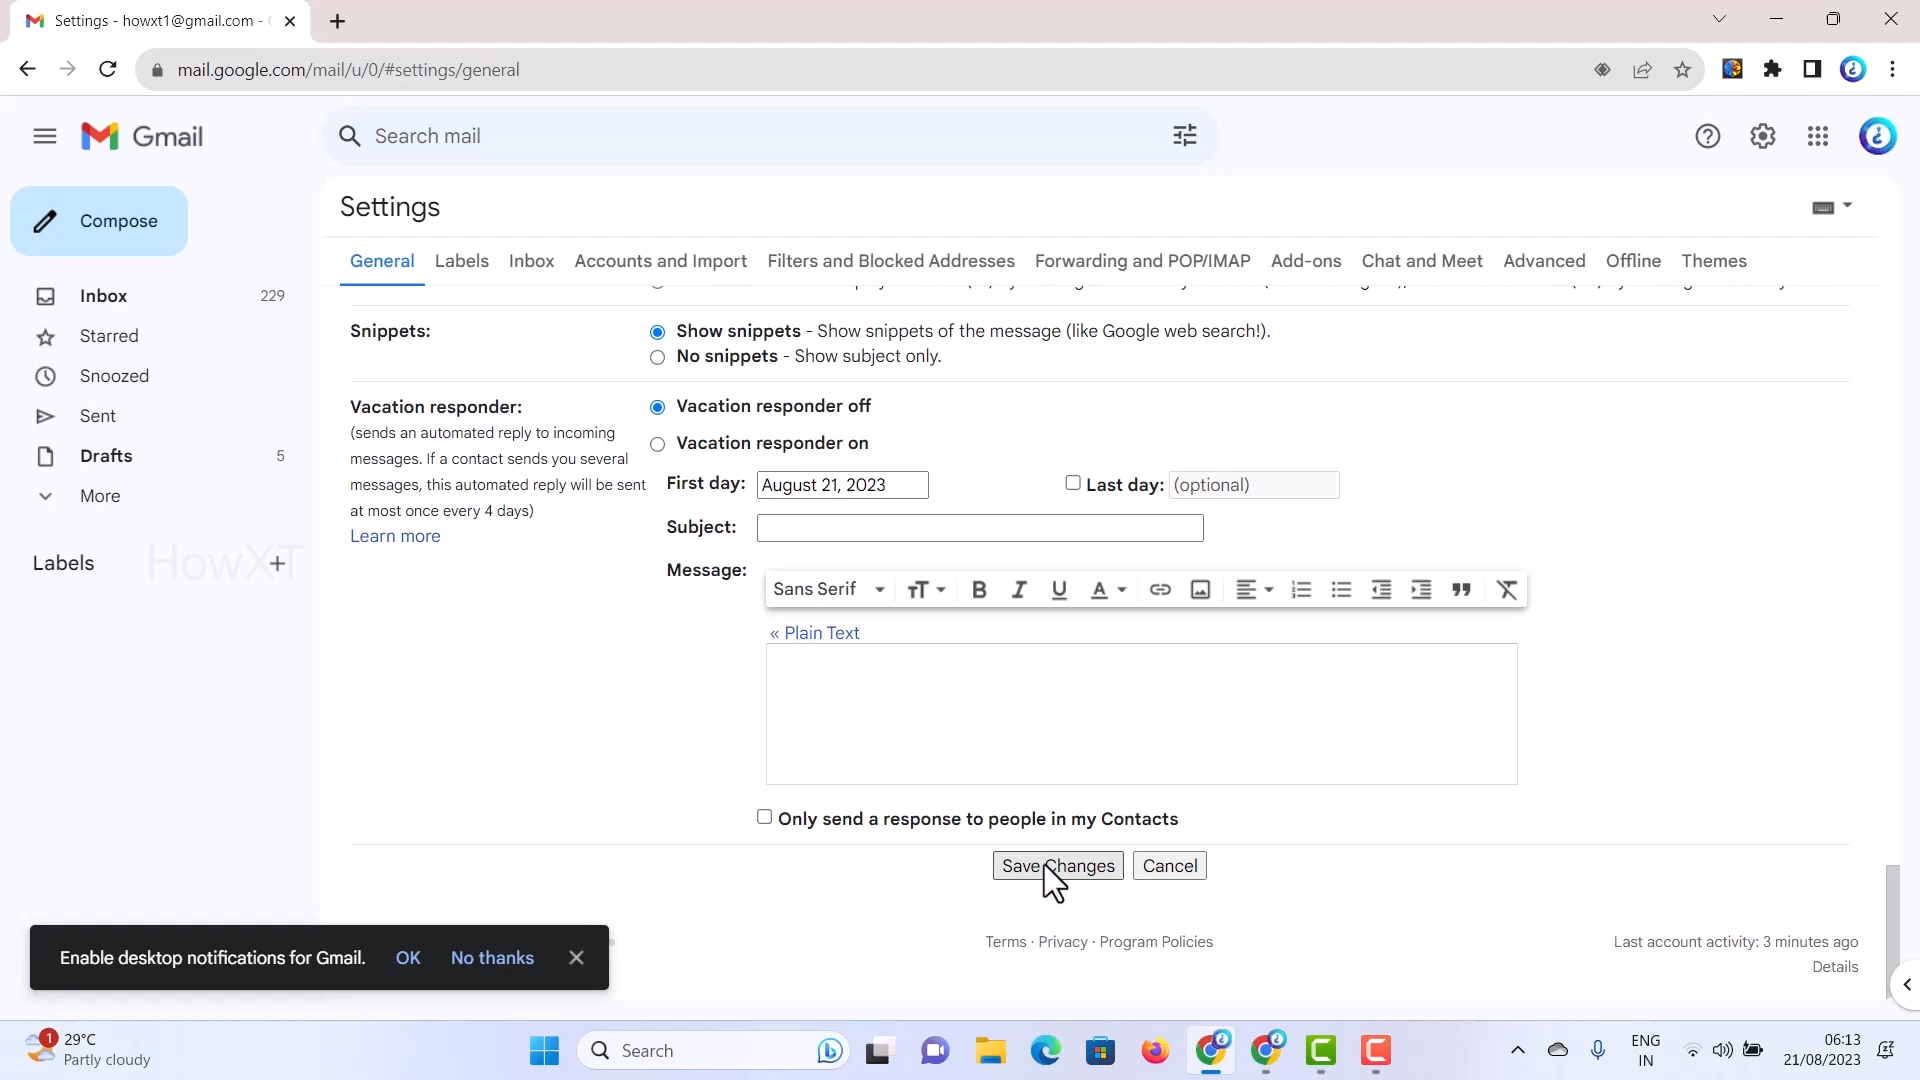 Settings - howxt1@gmail.com -
mail.google.com/mail/u/0/#settings/general
Gmail
Search mail
Compose
Inbox 229
Starred
Snoozed
Sent
Drafts 5
More
Labels
HowXT
Settings
General Labels Inbox Accounts and Import Filters and Blocked Addresses Forwarding and POP/IMAP Add-ons Chat and Meet Advanced Offline Themes
Snippets:
Show snippets - Show snippets of the message (like Google web search!).
No snippets - Show subject only.
Vacation responder:
(sends an automated reply to incoming
messages. If a contact sends you several
messages, this automated reply will be sent
at most once every 4 days)
Learn more
Vacation responder off
Vacation responder on
First day: August 21, 2023 Last day: (optional)
Subject:
Message:
Sans Serif
« Plain Text
Only send a response to people in my Contacts
Save Changes Cancel
Terms · Privacy · Program Policies
Last account activity: 3 minutes ago
Details
Enable desktop notifications for Gmail. OK No thanks
1
29°C
Partly cloudy
Search
ENG
IN
06:13
21/08/2023